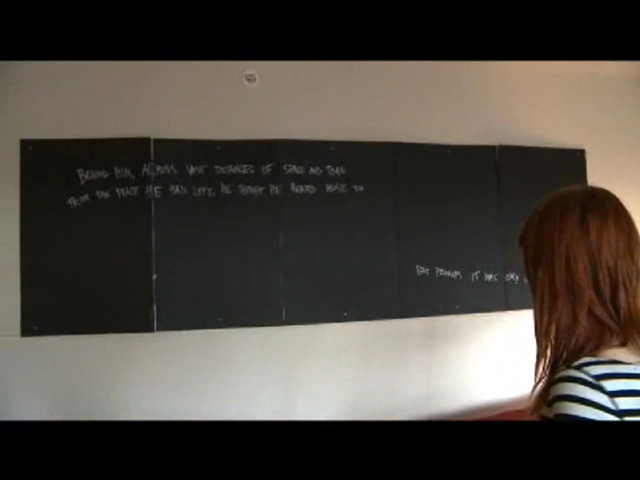 BEHIND HIM, ACROSS VAST DISTANCES OF SPACE AND TIME,
FROM THE PLACE HE HAD LEFT, HE THOUGHT HE HEARD MUSIC TOO
BUT PERHAPS IT WAS ONLY